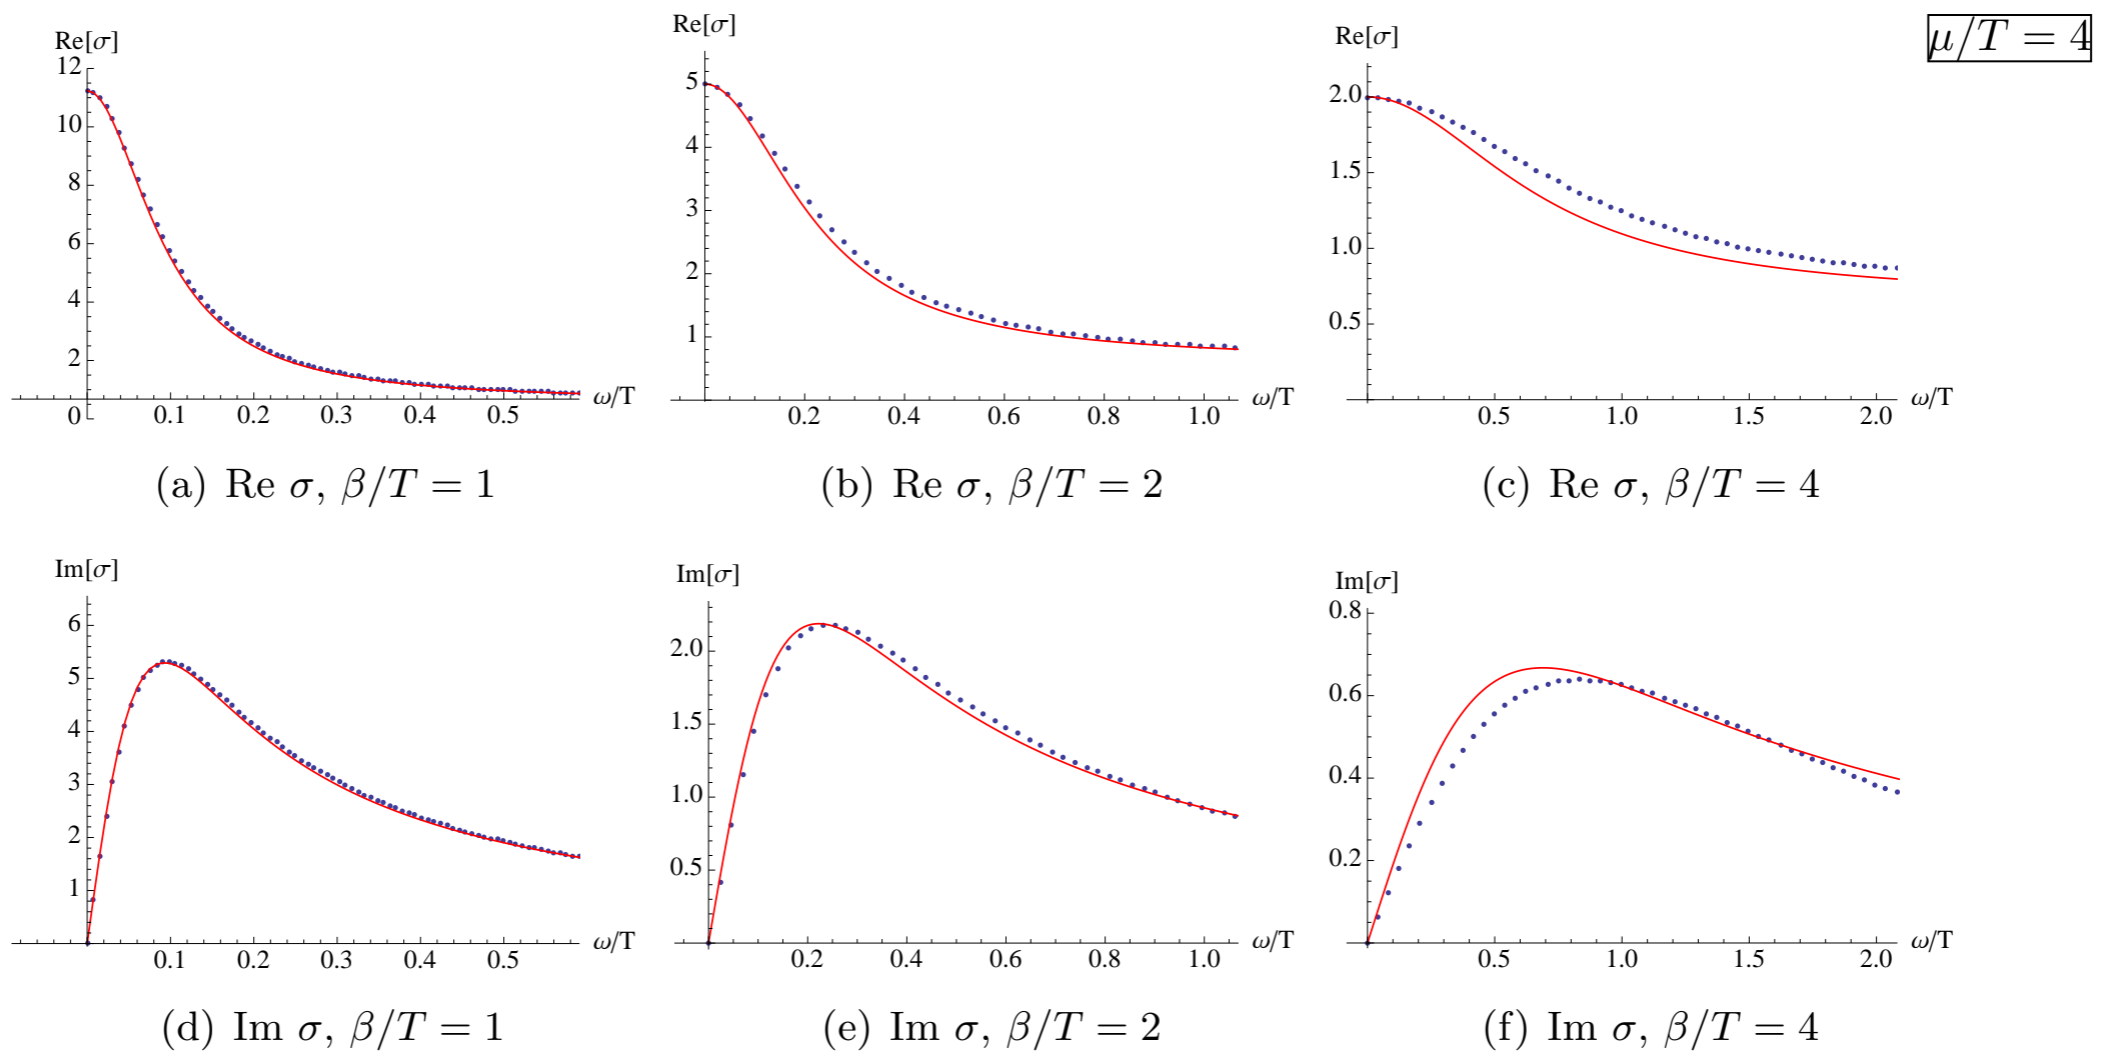 μ/T = 4
Re[σ]
12
10
8
6
4
2
0
0.1 0.2 0.3 0.4 0.5 ω/T
(a) Re σ, β/T = 1
Re[σ]
5
4
3
2
1
0.2 0.4 0.6 0.8 1.0 ω/T
(b) Re σ, β/T = 2
Re[σ]
2.0
1.5
1.0
0.5
0.5 1.0 1.5 2.0 ω/T
(c) Re σ, β/T = 4
Im[σ]
6
5
4
3
2
1
0.1 0.2 0.3 0.4 0.5 ω/T
(d) Im σ, β/T = 1
Im[σ]
2.0
1.5
1.0
0.5
0.2 0.4 0.6 0.8 1.0 ω/T
(e) Im σ, β/T = 2
Im[σ]
0.8
0.6
0.4
0.2
0.5 1.0 1.5 2.0 ω/T
(f) Im σ, β/T = 4